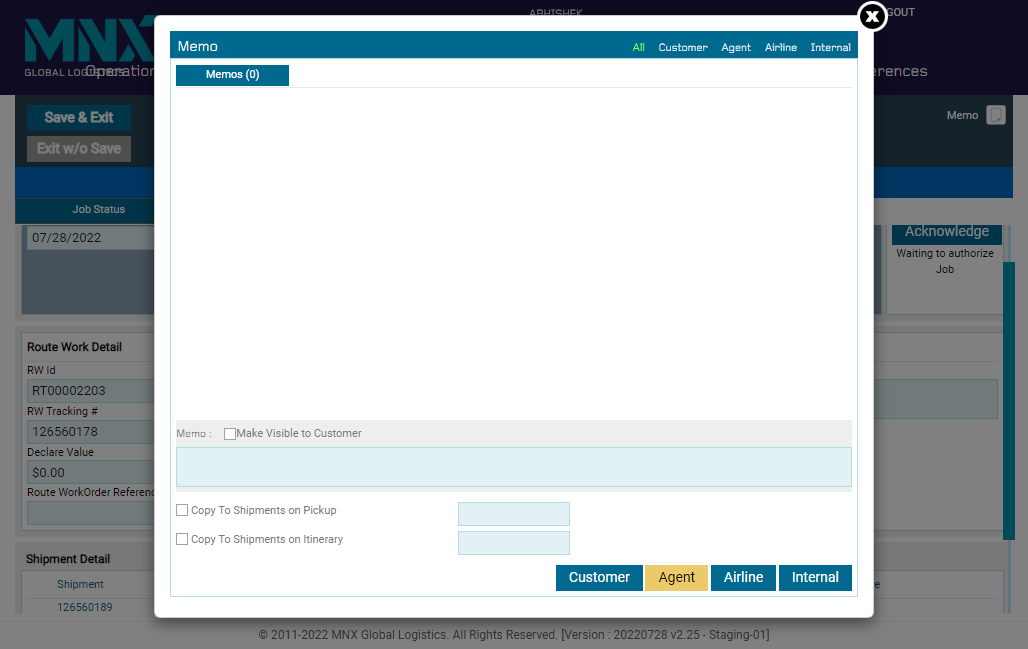 ABHISHEK
GOUT
X
MNX
GLOBAL LOGISTICS
Operation
erences
Save & Exit
Exit w/o Save
Memo
Memo
All Customer Agent Airline Internal
Memos (0)
Job Status
07/28/2022
Acknowledge
Waiting to authorize
Job
Route Work Detail
RW Id
RT00002203
RW Tracking #
126560178
Declare Value
$0.00
Route WorkOrder Referenc
Memo :
Make Visible to Customer
Copy To Shipments on Pickup
Copy To Shipments on Itinerary
Customer Agent Airline Internal
Shipment Detail
Shipment
e
126560189
© 2011-2022 MNX Global Logistics. All Rights Reserved. [Version : 20220728 v2.25 - Staging-01]